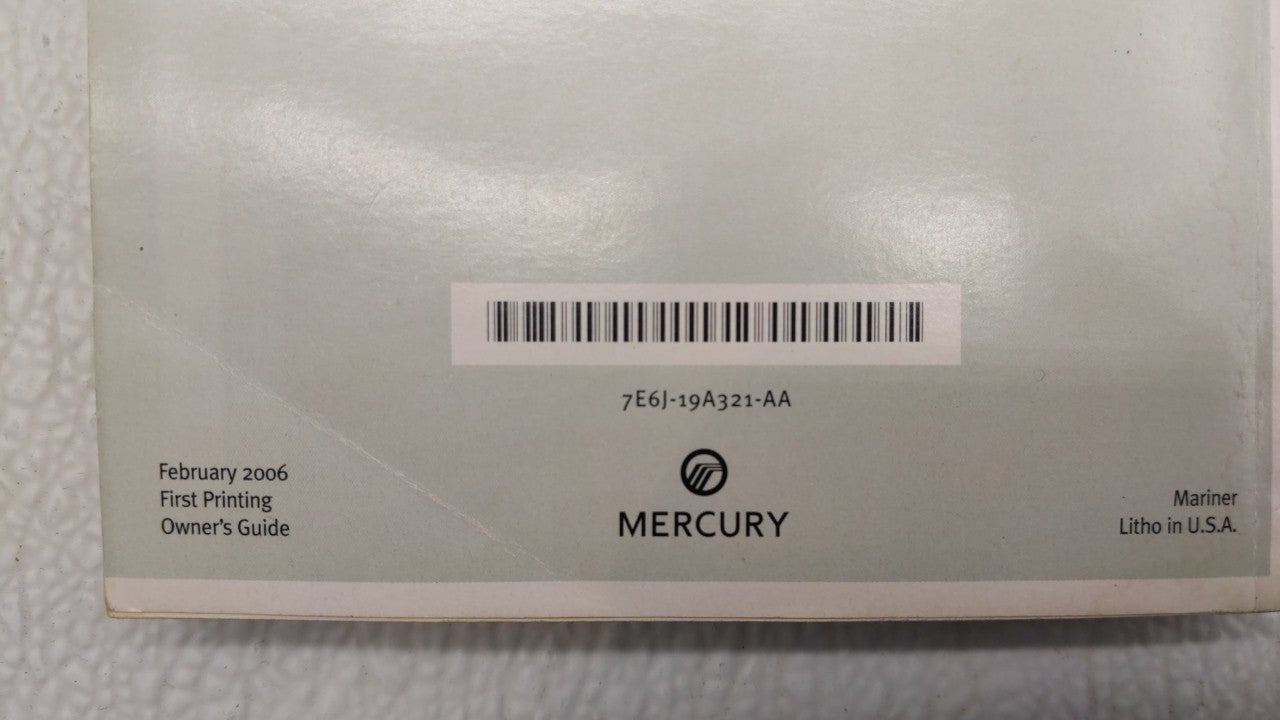 7E6J-19A321-AA
February 2006
First Printing
Owner's Guide
MERCURY
Mariner
Litho in U.S.A.